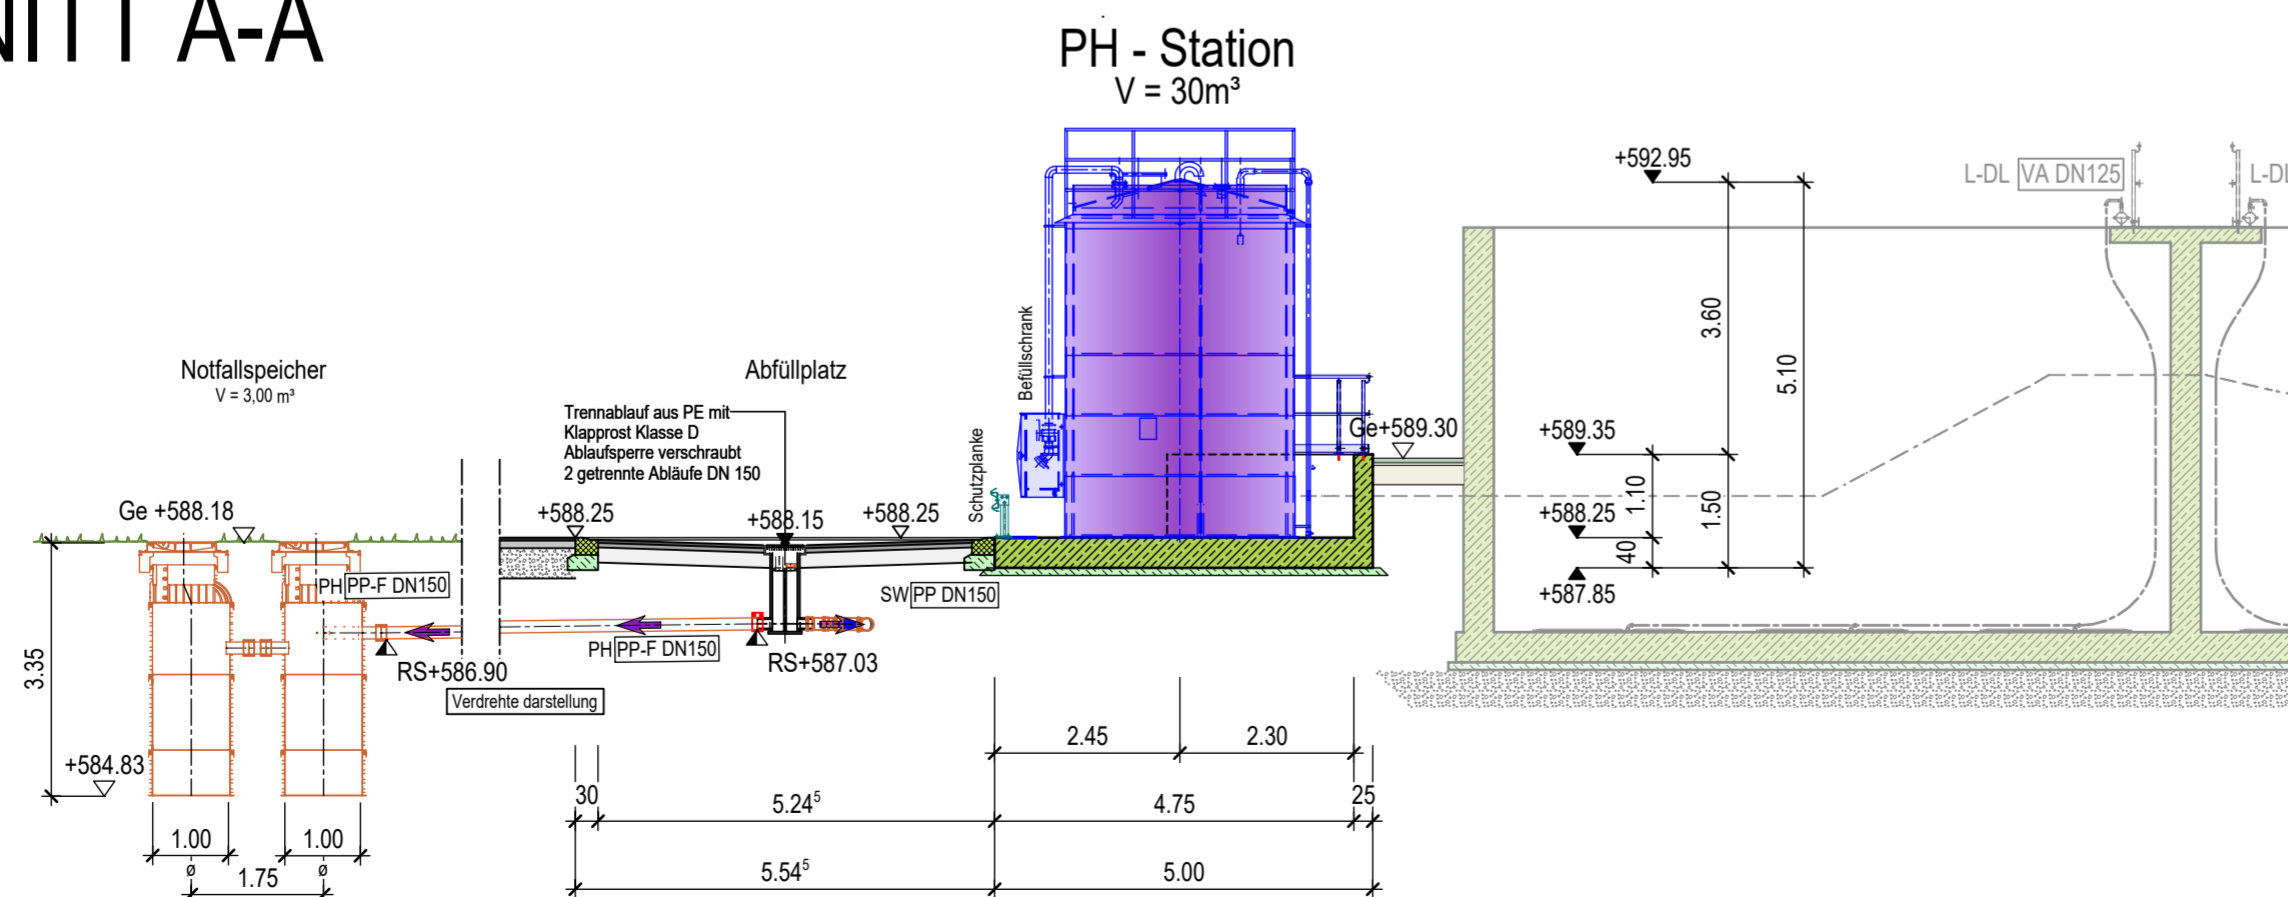 NITT A-A
PH - Station
V = 30m³
+592.95
L-DL VA DN125
L-DL
3.60
5.10
Befüllschrank
Notfallspeicher
V = 3,00 m³
Abfüllplatz
Trennablauf aus PE mit
Klapprost Klasse D
Ablaufsperre verschraubt
2 getrennte Abläufe DN 150
Schutzplanke
Ge+589.30
+589.35
1.10
1.50
Ge +588.18
+588.25
+588.15
+588.25
+588.25
40
+587.85
PH PP-F DN150
SW PP DN150
PH PP-F DN150
RS+587.03
RS+586.90
Verdrehte darstellung
3.35
+584.83
2.45
2.30
30
5.24⁵
4.75
25
1.00
1.00
ø
ø
1.75
5.54⁵
5.00